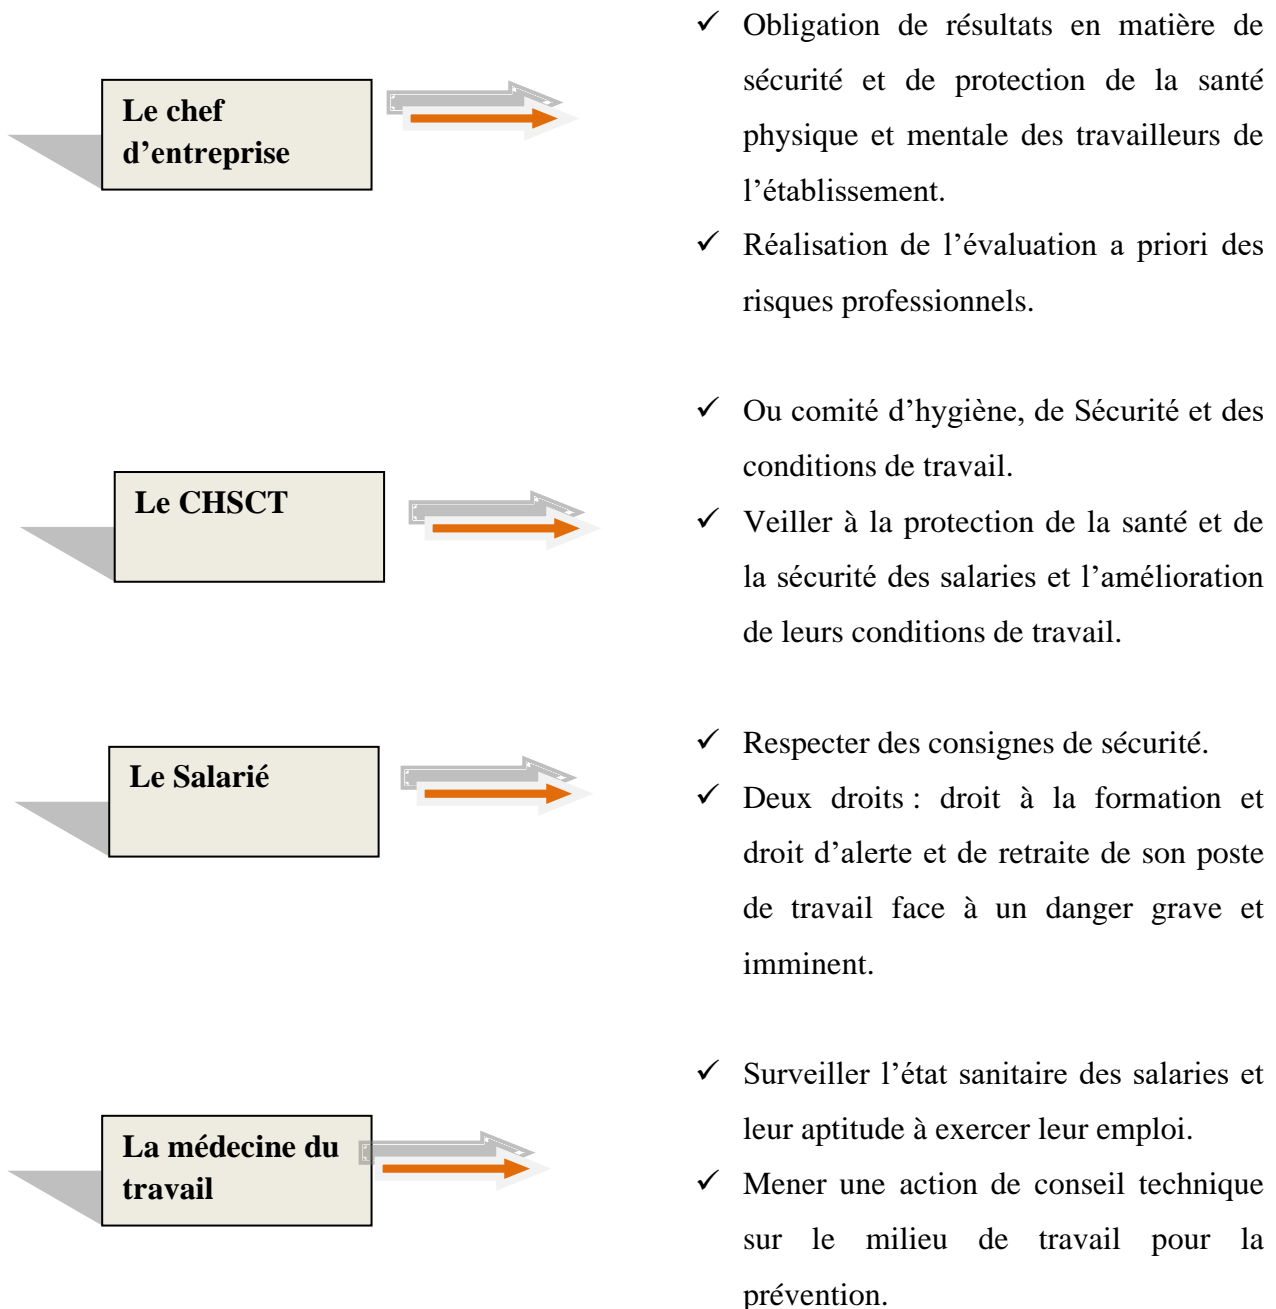 Le chef
d’entreprise
✓ Obligation de résultats en matière de
sécurité et de protection de la santé
physique et mentale des travailleurs de
l’établissement.
✓ Réalisation de l’évaluation a priori des
risques professionnels.
Le CHSCT
✓ Ou comité d’hygiène, de Sécurité et des
conditions de travail.
✓ Veiller à la protection de la santé et de
la sécurité des salaries et l’amélioration
de leurs conditions de travail.
Le Salarié
✓ Respecter des consignes de sécurité.
✓ Deux droits : droit à la formation et
droit d’alerte et de retraite de son poste
de travail face à un danger grave et
imminent.
La médecine du
travail
✓ Surveiller l’état sanitaire des salaries et
leur aptitude à exercer leur emploi.
✓ Mener une action de conseil technique
sur le milieu de travail pour la
prévention.